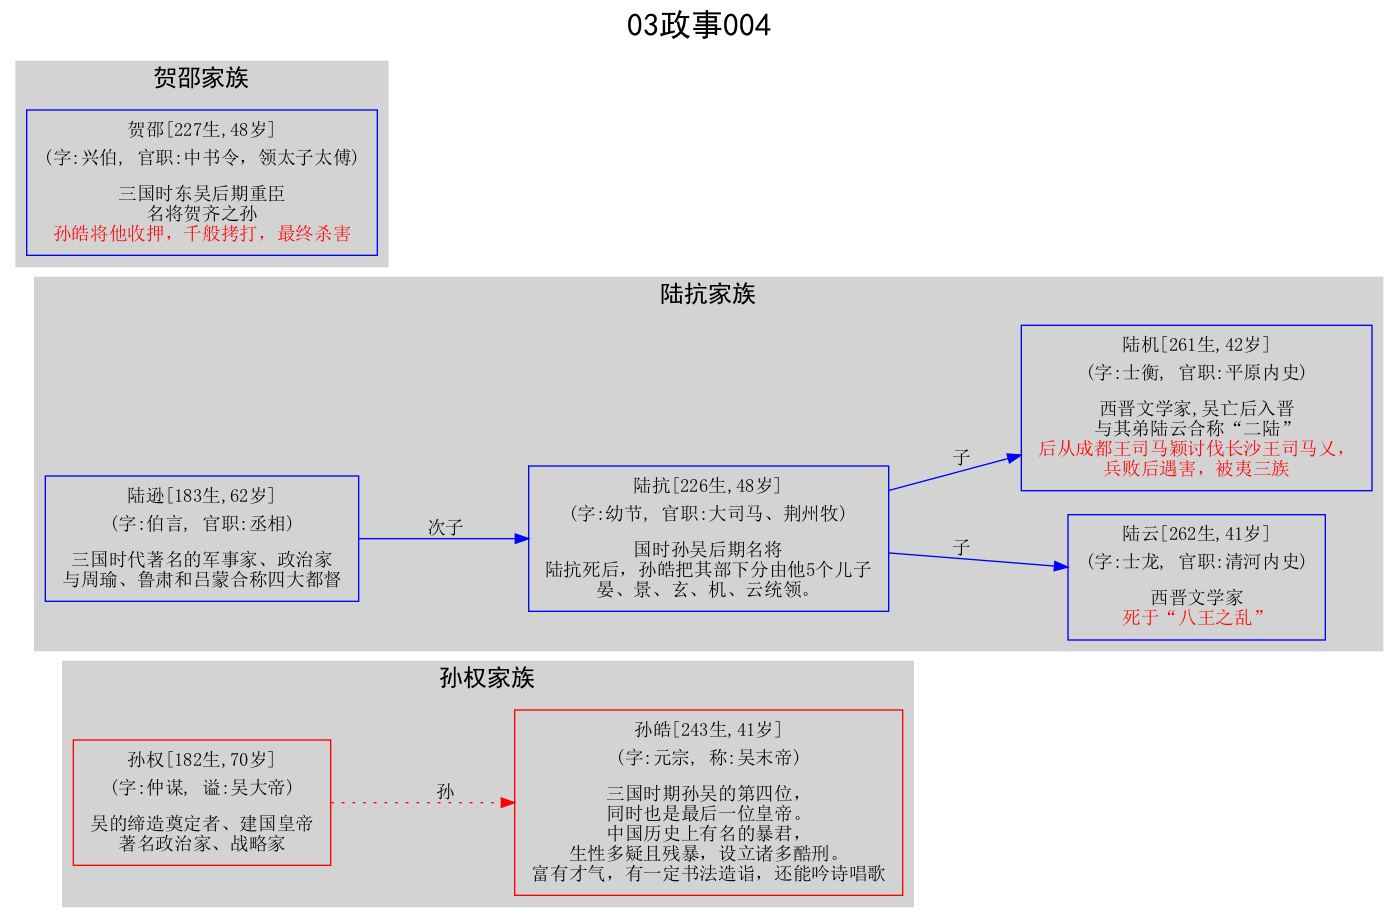 03政事004
贺邵家族
贺邵[227生,48岁]
(字:兴伯, 官职:中书令，领太子太傅)
三国时东吴后期重臣
名将贺齐之孙
孙皓将他收押，千般拷打，最终杀害
陆抗家族
陆机[261生,42岁]
(字:士衡, 官职:平原内史)
西晋文学家,吴亡后入晋
与其弟陆云合称“二陆”
后从成都王司马颖讨伐长沙王司马乂，
兵败后遇害，被夷三族
子
陆逊[183生,62岁]
(字:伯言, 官职:丞相)
三国时代著名的军事家、政治家
与周瑜、鲁肃和吕蒙合称四大都督
次子
陆抗[226生,48岁]
(字:幼节, 官职:大司马、荆州牧)
国时孙吴后期名将
陆抗死后，孙皓把其部下分由他5个儿子
晏、景、玄、机、云统领。
子
陆云[262生,41岁]
(字:士龙, 官职:清河内史)
西晋文学家
死于“八王之乱”
孙权家族
孙权[182生,70岁]
(字:仲谋, 谥:吴大帝)
吴的缔造奠定者、建国皇帝
著名政治家、战略家
孙
孙皓[243生,41岁]
(字:元宗, 称:吴末帝)
三国时期孙吴的第四位，
同时也是最后一位皇帝。
中国历史上有名的暴君，
生性多疑且残暴，设立诸多酷刑。
富有才气，有一定书法造诣，还能吟诗唱歌